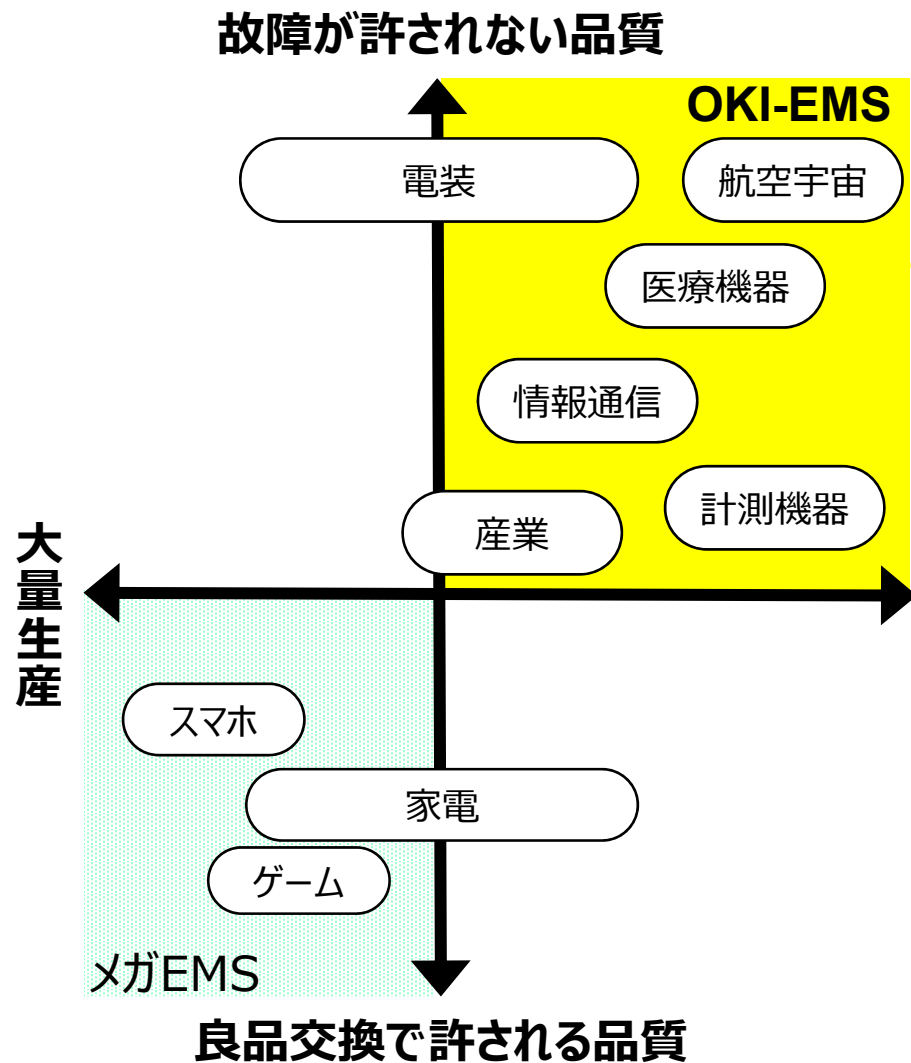 故障が許されない品質
OKI-EMS
電装
航空宇宙
医療機器
情報通信
計測機器
産業
大量生産
スマホ
家電
ゲーム
メガEMS
良品交換で許される品質